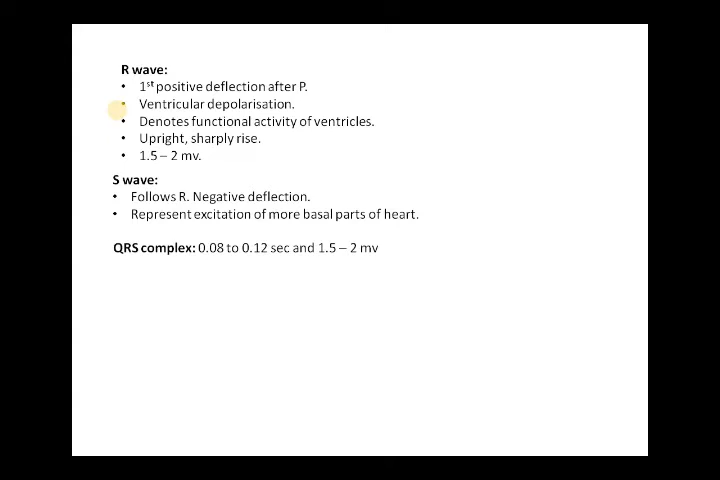 R wave:
• 1st positive deflection after P.
• Ventricular depolarisation.
• Denotes functional activity of ventricles.
• Upright, sharply rise.
• 1.5 – 2 mv.
S wave:
• Follows R. Negative deflection.
• Represent excitation of more basal parts of heart.
QRS complex: 0.08 to 0.12 sec and 1.5 – 2 mv